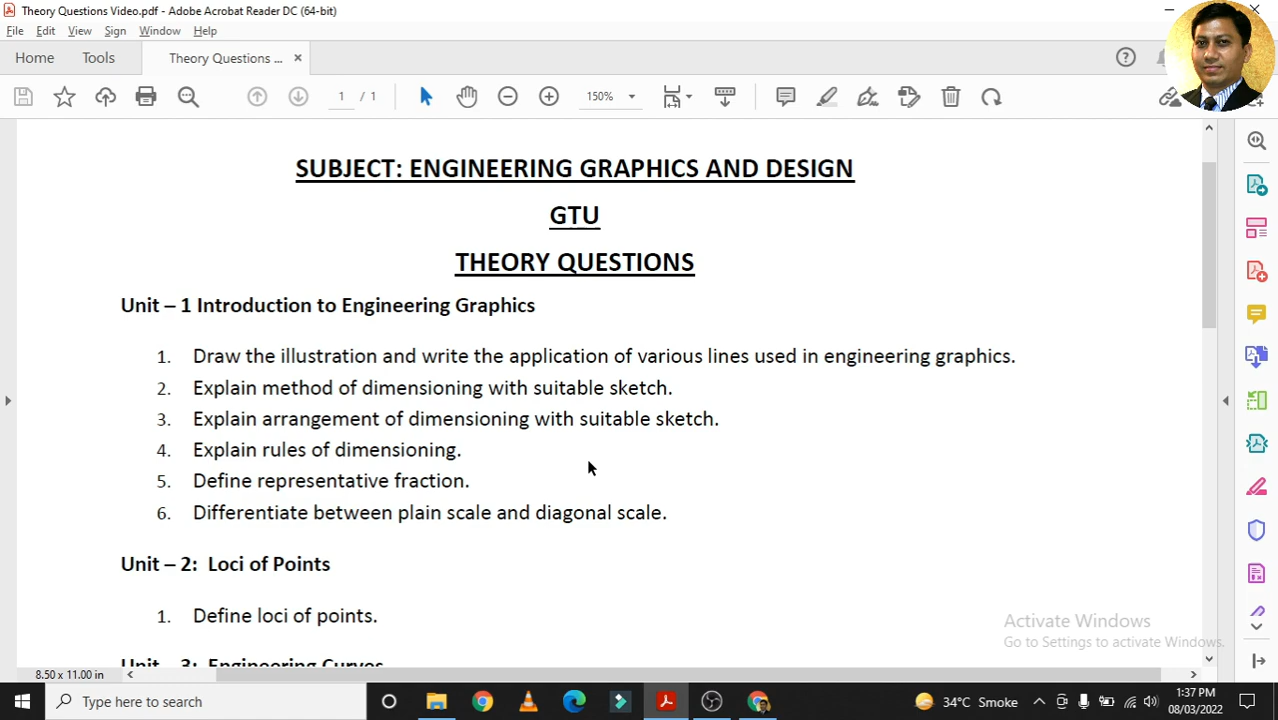 Theory Questions Video.pdf - Adobe Acrobat Reader DC (64-bit)
File Edit View Sign Window Help
Home Tools Theory Questions ... ×
1 / 1 150%
SUBJECT: ENGINEERING GRAPHICS AND DESIGN
GTU
THEORY QUESTIONS
Unit – 1 Introduction to Engineering Graphics
1. Draw the illustration and write the application of various lines used in engineering graphics.
2. Explain method of dimensioning with suitable sketch.
3. Explain arrangement of dimensioning with suitable sketch.
4. Explain rules of dimensioning.
5. Define representative fraction.
6. Differentiate between plain scale and diagonal scale.
Unit – 2: Loci of Points
1. Define loci of points.
Activate Windows
Go to Settings to activate Windows.
Unit – 3: Engineering Curves
8.50 x 11.00 in
Type here to search
34°C Smoke
1:37 PM
08/03/2022